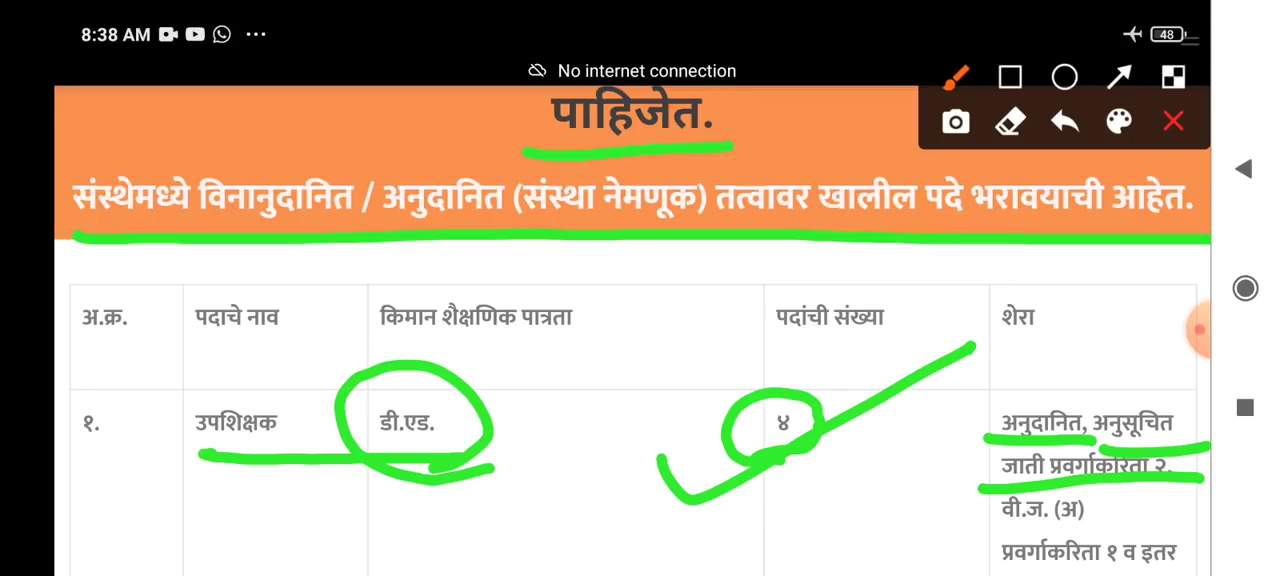 8:38 AM
48
No internet connection
पाहिजेत.
संस्थेमध्ये विनानुदानित / अनुदानित (संस्था नेमणूक) तत्वावर खालील पदे भरावयाची आहेत.
अ.क्र. पदाचे नाव किमान शैक्षणिक पात्रता पदांची संख्या शेरा
१. उपशिक्षक डी.एड. ४ अनुदानित, अनुसूचित
जाती प्रवर्गाकरिता २.
वी.ज. (अ)
प्रवर्गाकरिता १ व इतर